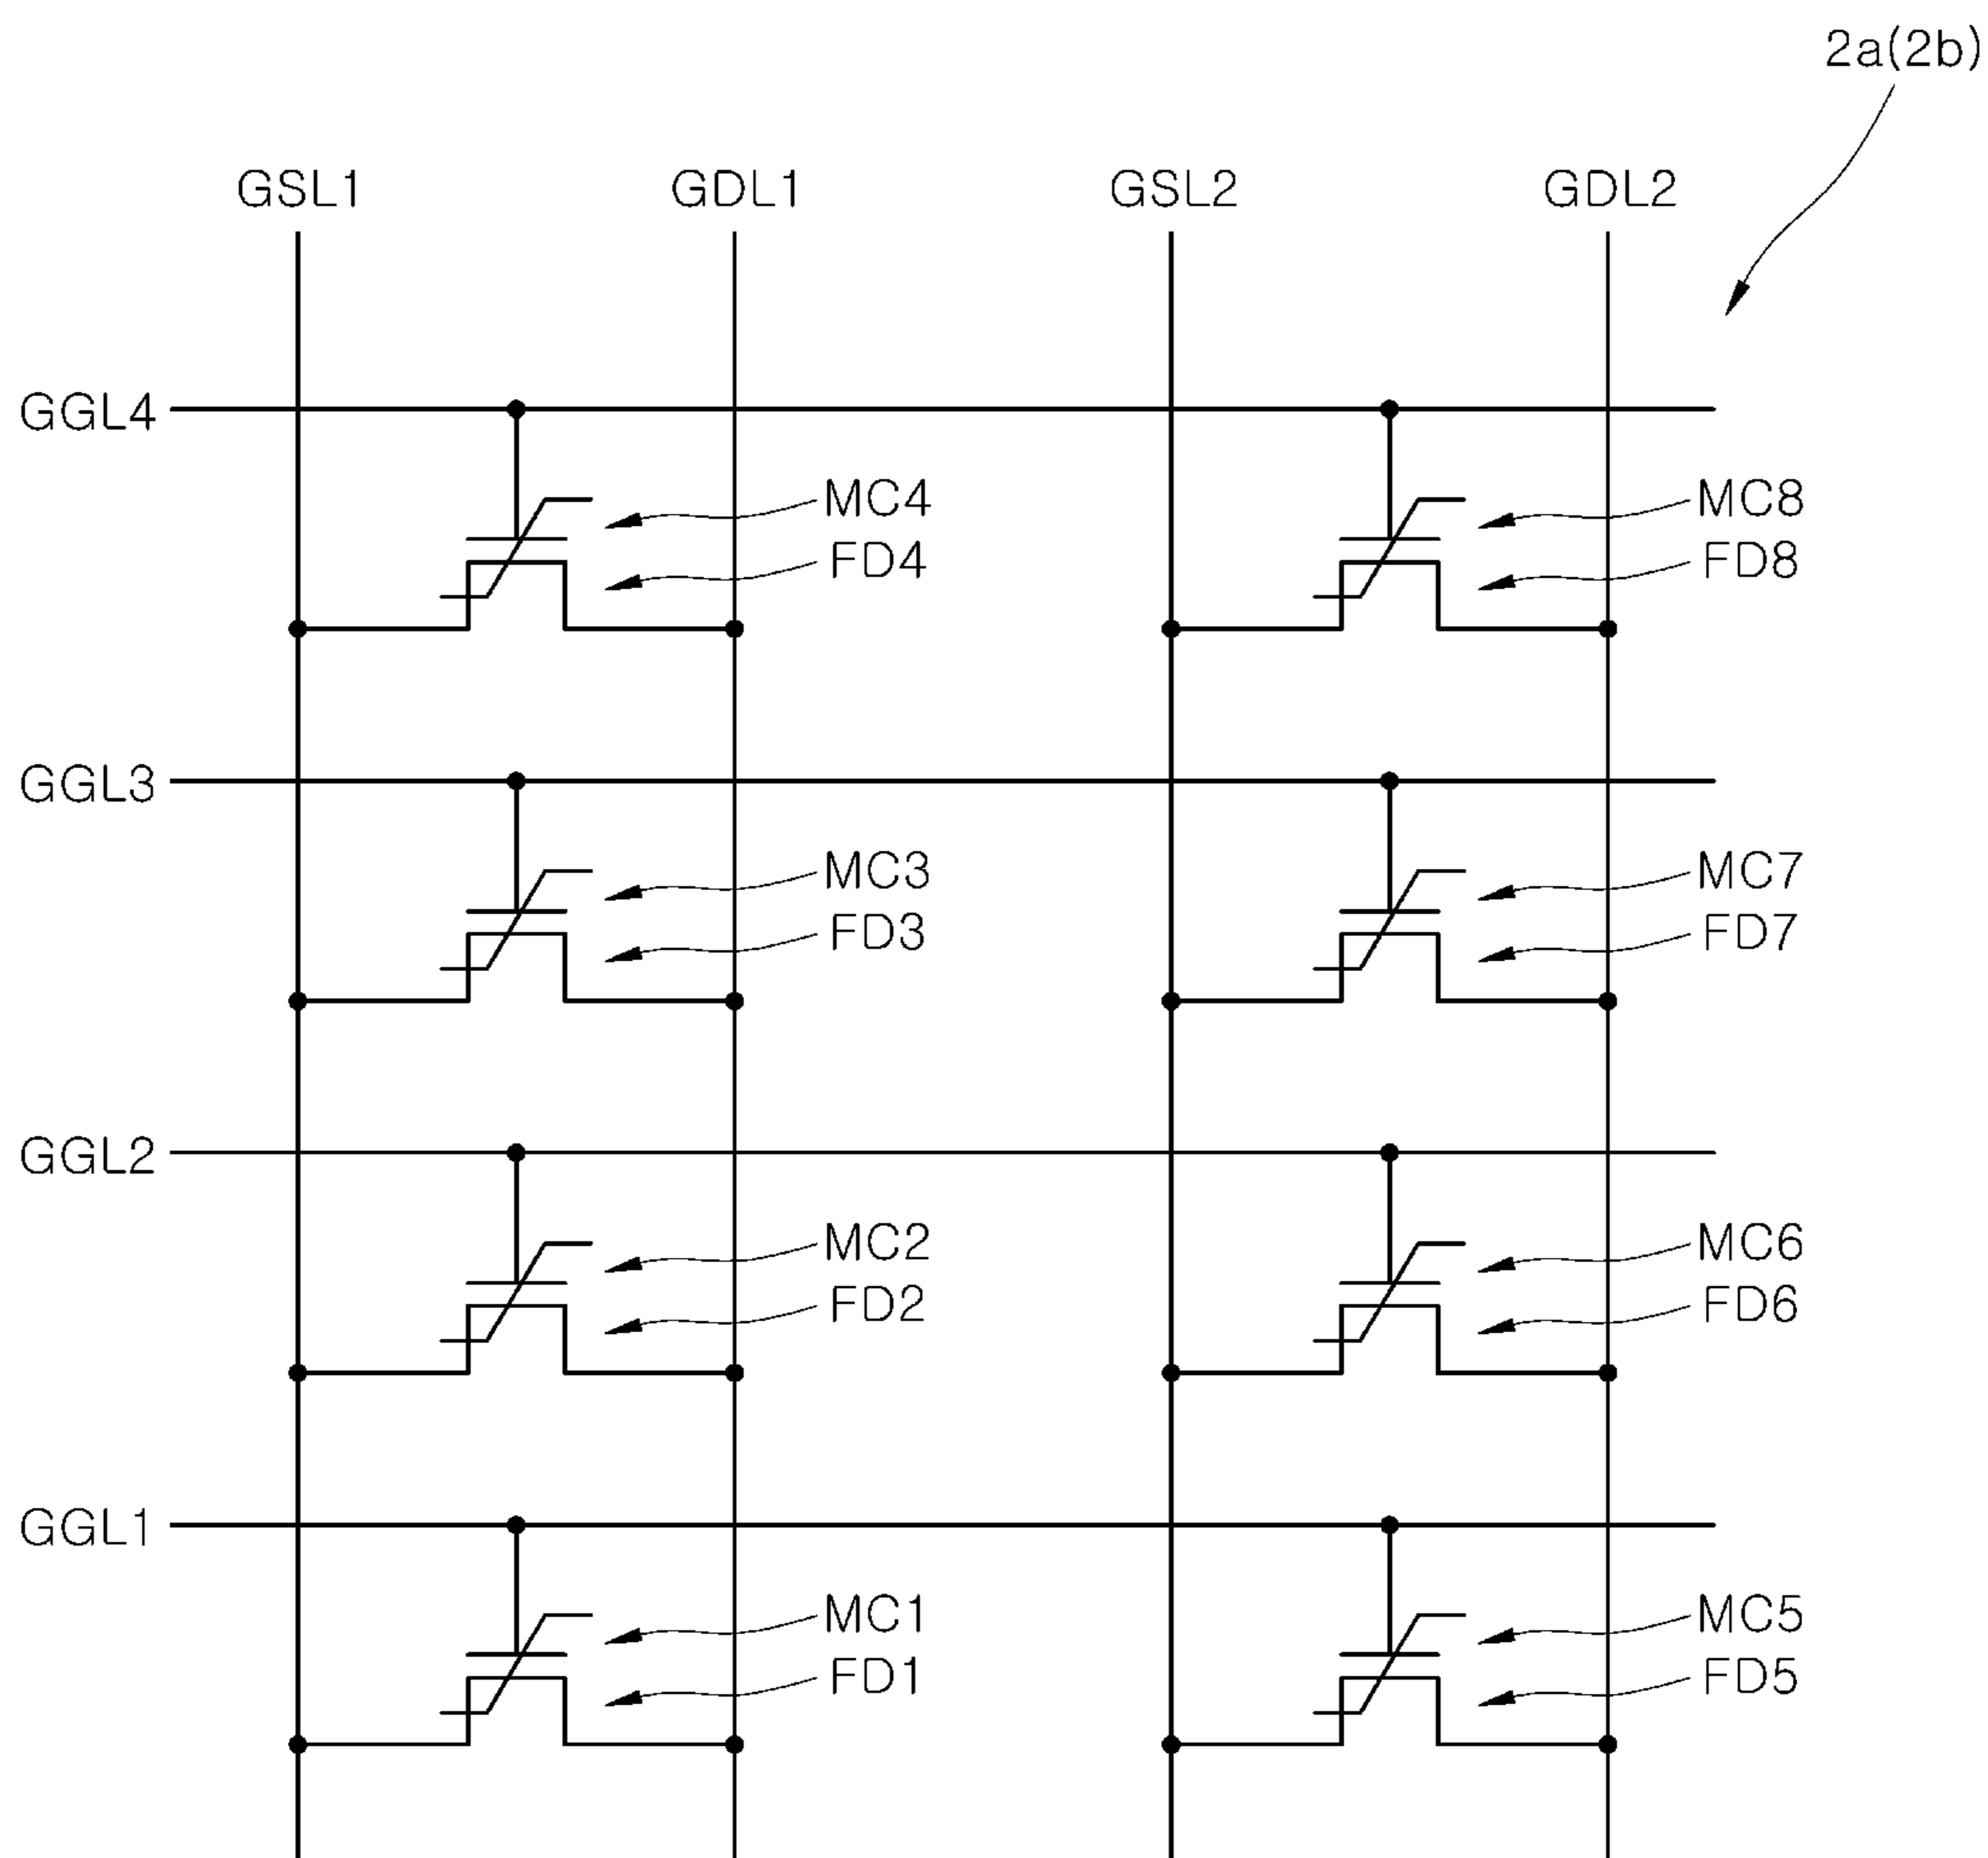 2a(2b)
GSL1 GDL1 GSL2 GDL2
GGL4
MC4 MC8
FD4 FD8
GGL3
MC3 MC7
FD3 FD7
GGL2
MC2 MC6
FD2 FD6
GGL1
MC1 MC5
FD1 FD5